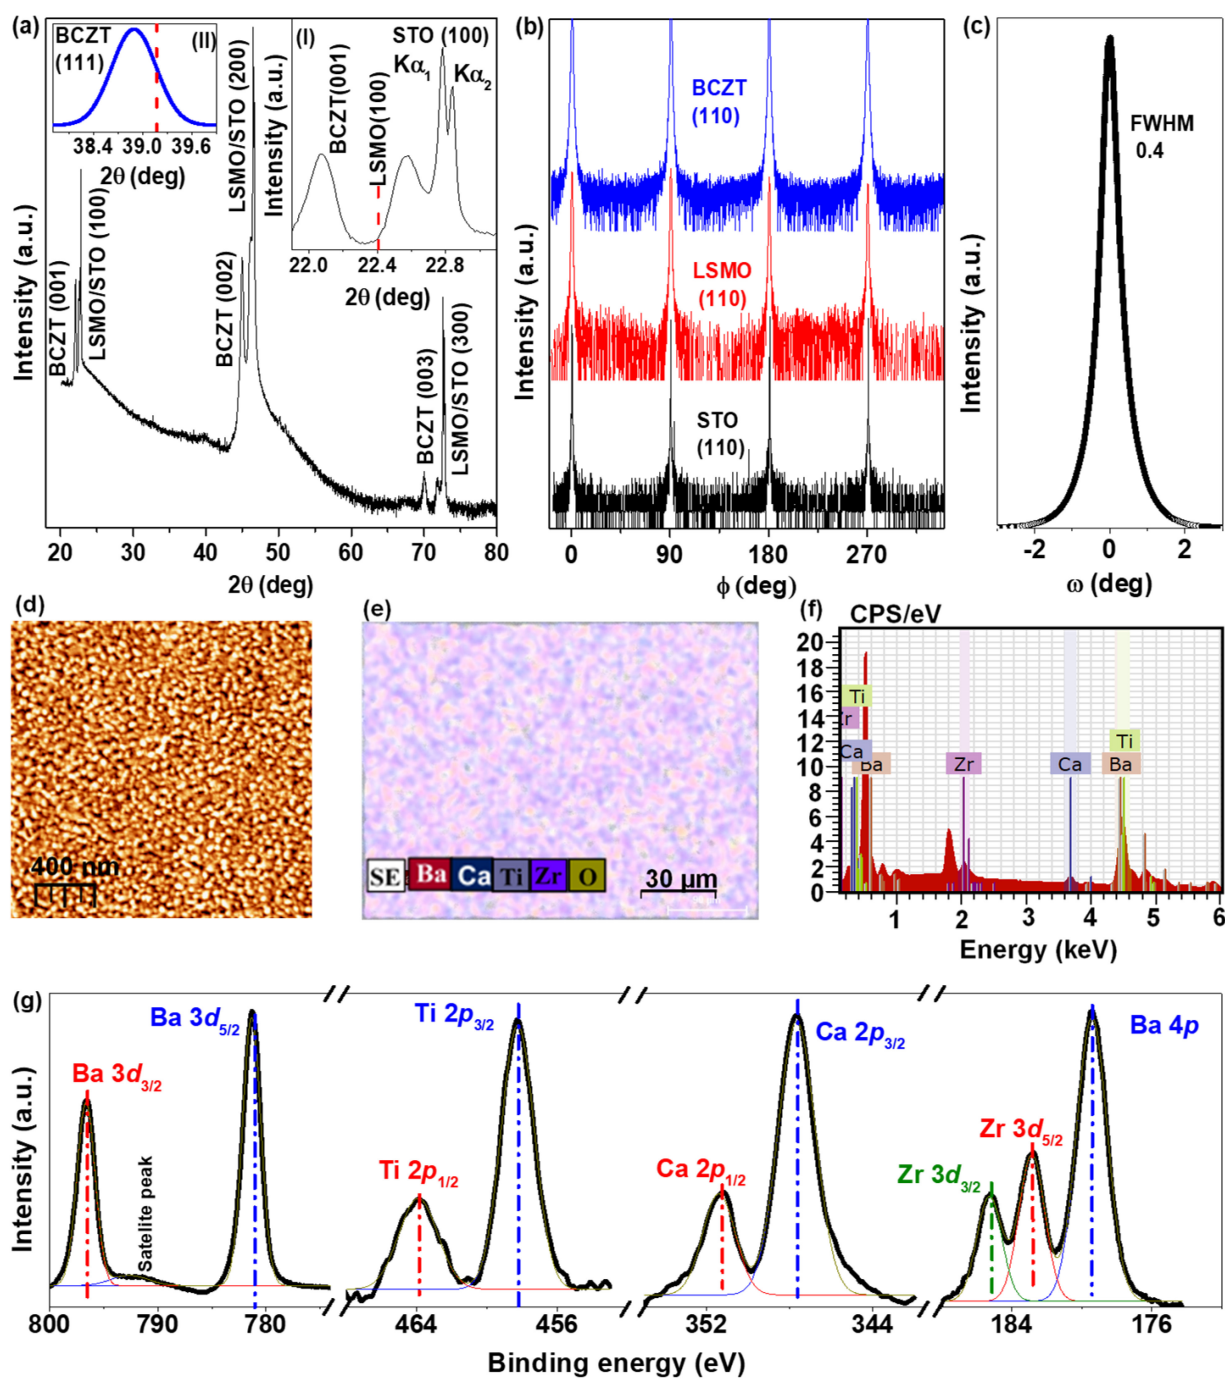 (a)
BCZT
(111)
(II)
38.4 39.0 39.6
2θ (deg)
(I)
STO (100)
Kα1
Kα2
BCZT(001)
LSMO(100)
Intensity (a.u.)
22.0 22.4 22.8
2θ (deg)
BCZT (001)
LSMO/STO (100)
BCZT (002)
LSMO/STO (200)
BCZT (003)
LSMO/STO (300)
Intensity (a.u.)
20 30 40 50 60 70 80
2θ (deg)
(b)
BCZT
(110)
LSMO
(110)
STO
(110)
Intensity (a.u.)
0 90 180 270
ϕ (deg)
(c)
FWHM
0.4
Intensity (a.u.)
-2 0 2
ω (deg)
(d)
400 nm
(e)
SE Ba Ca Ti Zr O
30 µm
(f)
CPS/eV
20
18
16
14
12
10
8
6
4
2
0
Ti
Ca
Ba
Zr
Ca
Ti
Ba
1 2 3 4 5 6
Energy (keV)
(g)
Ba 3d3/2
Satelite peak
Ba 3d5/2
Ti 2p1/2
Ti 2p3/2
Ca 2p1/2
Ca 2p3/2
Zr 3d3/2
Zr 3d5/2
Ba 4p
Intensity (a.u.)
800 790 780 464 456 352 344 184 176
Binding energy (eV)